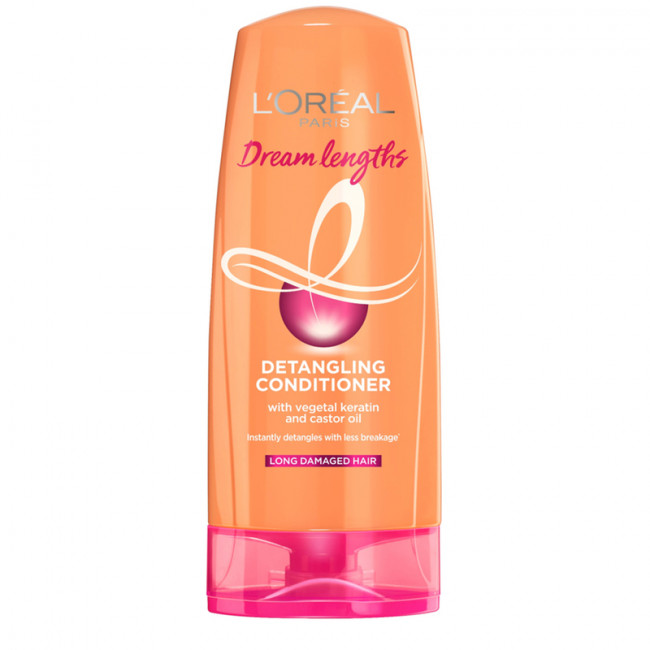 L'ORÉAL
PARIS
Dream lengths
DETANGLING
CONDITIONER
with vegetal keratin
and castor oil
Instantly detangles with less breakage*
LONG DAMAGED HAIR